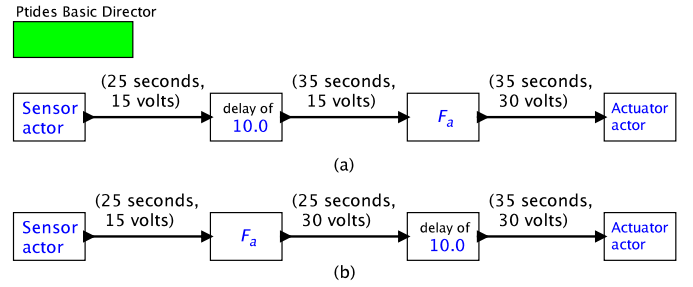 Ptides Basic Director
(25 seconds, 15 volts)
(35 seconds, 15 volts)
(35 seconds, 30 volts)
Sensor actor
delay of 10.0
Fa
Actuator actor
(a)
(25 seconds, 15 volts)
(25 seconds, 30 volts)
(35 seconds, 30 volts)
Sensor actor
Fa
delay of 10.0
Actuator actor
(b)